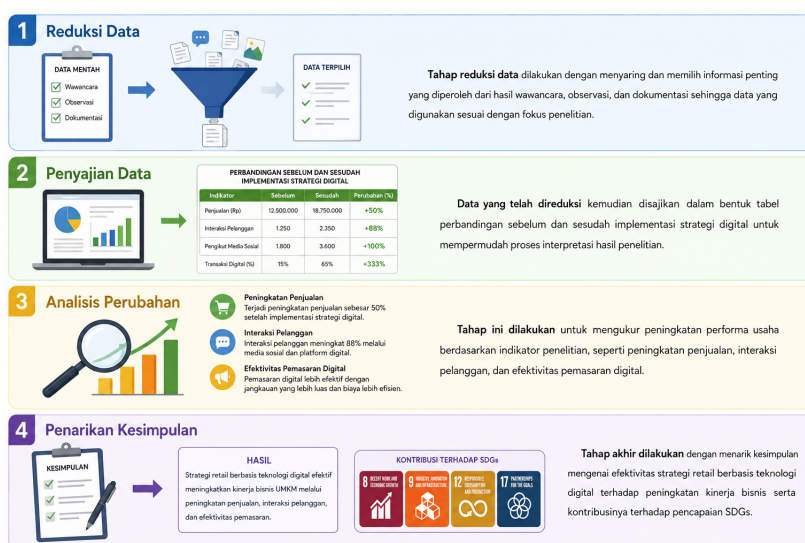 1
Reduksi Data
DATA MENTAH
Wawancara
Observasi
Dokumentasi
DATA TERPILIH
Tahap reduksi data dilakukan dengan menyaring dan memilih informasi penting
yang diperoleh dari hasil wawancara, observasi, dan dokumentasi sehingga data yang
digunakan sesuai dengan fokus penelitian.
2
Penyajian Data
PERBANDINGAN SEBELUM DAN SESUDAH
IMPLEMENTASI STRATEGI DIGITAL
Indikator Sebelum Sesudah Perubahan (%)
Penjualan (Rp) 12.500.000 18.750.000 +50%
Interaksi Pelanggan 1.250 2.350 +88%
Pengikut Media Sosial 1.800 3.600 +100%
Transaksi Digital (%) 15% 65% +333%
Data yang telah direduksi kemudian disajikan dalam bentuk tabel
perbandingan sebelum dan sesudah implementasi strategi digital untuk
mempermudah proses interpretasi hasil penelitian.
3
Analisis Perubahan
Peningkatan Penjualan
Terjadi peningkatan penjualan sebesar 50%
setelah implementasi strategi digital.
Interaksi Pelanggan
Interaksi pelanggan meningkat 88% melalui
media sosial dan platform digital.
Efektivitas Pemasaran Digital
Pemasaran digital lebih efektif dengan
jangkauan yang lebih luas dan biaya lebih efisien.
Tahap ini dilakukan untuk mengukur peningkatan performa usaha
berdasarkan indikator penelitian, seperti peningkatan penjualan, interaksi
pelanggan, dan efektivitas pemasaran digital.
4
Penarikan Kesimpulan
KESIMPULAN
HASIL
Strategi retail berbasis teknologi digital efektif
meningkatkan kinerja bisnis UMKM melalui
peningkatan penjualan, interaksi pelanggan,
dan efektivitas pemasaran.
KONTRIBUSI TERHADAP SDGs
8 DECENT WORK AND
ECONOMIC GROWTH
9 INDUSTRY, INNOVATION
AND INFRASTRUCTURE
12 RESPONSIBLE
CONSUMPTION
AND PRODUCTION
17 PARTNERSHIPS
FOR THE GOALS
Tahap akhir dilakukan dengan menarik kesimpulan
mengenai efektivitas strategi retail berbasis teknologi
digital terhadap peningkatan kinerja bisnis serta
kontribusinya terhadap pencapaian SDGs.